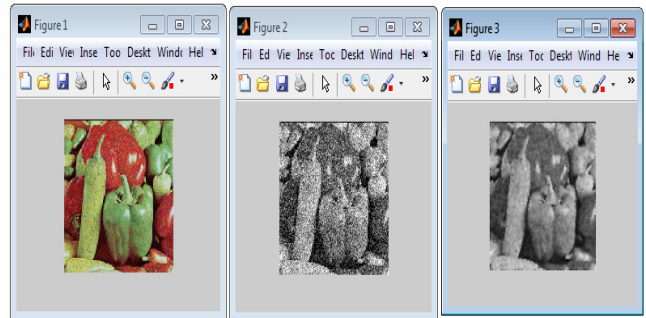 Figure 1
Fil Edi Vie Inse Too Deskt Windo Hel
»
Figure 2
Fil Ed Vie Inse Toc Deskt Wind Hel
»
Figure 3
Fil Ed Vie Inse Toc Deskt Wind He
»